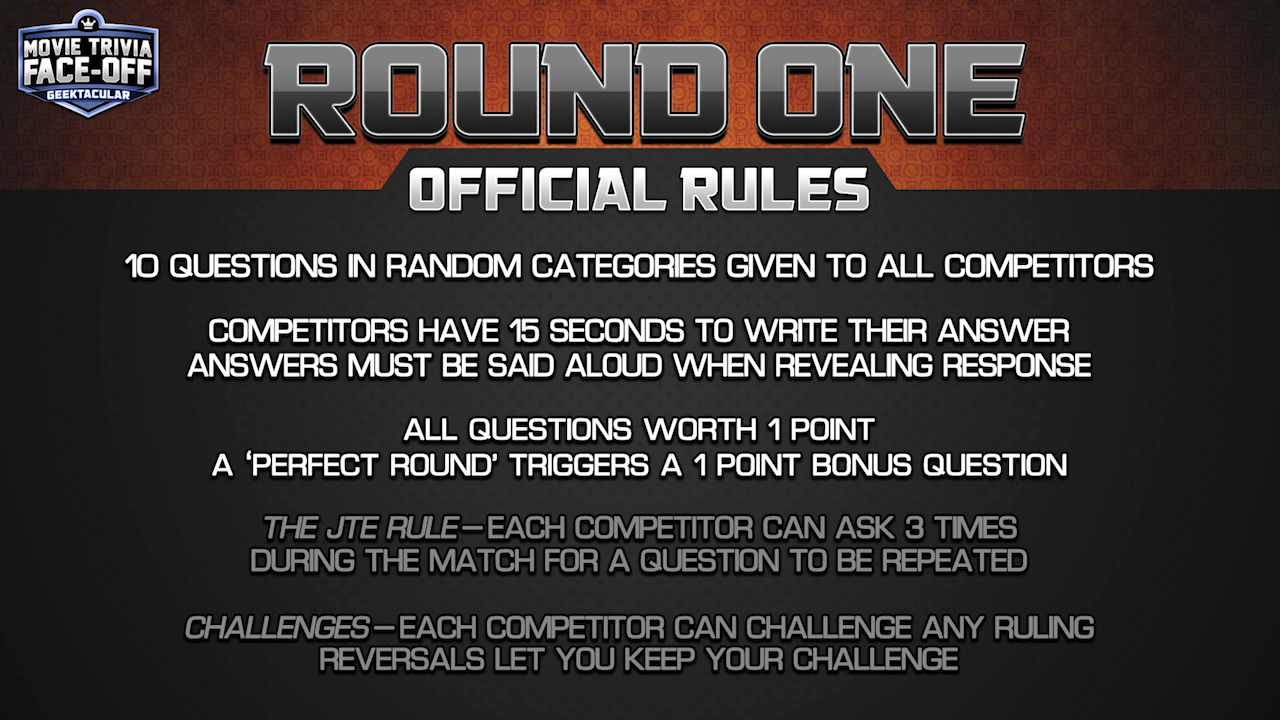 MOVIE TRIVIA
FACE-OFF
GEEKTACULAR
ROUND ONE
OFFICIAL RULES
10 QUESTIONS IN RANDOM CATEGORIES GIVEN TO ALL COMPETITORS
COMPETITORS HAVE 15 SECONDS TO WRITE THEIR ANSWER
ANSWERS MUST BE SAID ALOUD WHEN REVEALING RESPONSE
ALL QUESTIONS WORTH 1 POINT
A ‘PERFECT ROUND’ TRIGGERS A 1 POINT BONUS QUESTION
THE JTE RULE—EACH COMPETITOR CAN ASK 3 TIMES
DURING THE MATCH FOR A QUESTION TO BE REPEATED
CHALLENGES—EACH COMPETITOR CAN CHALLENGE ANY RULING
REVERSALS LET YOU KEEP YOUR CHALLENGE